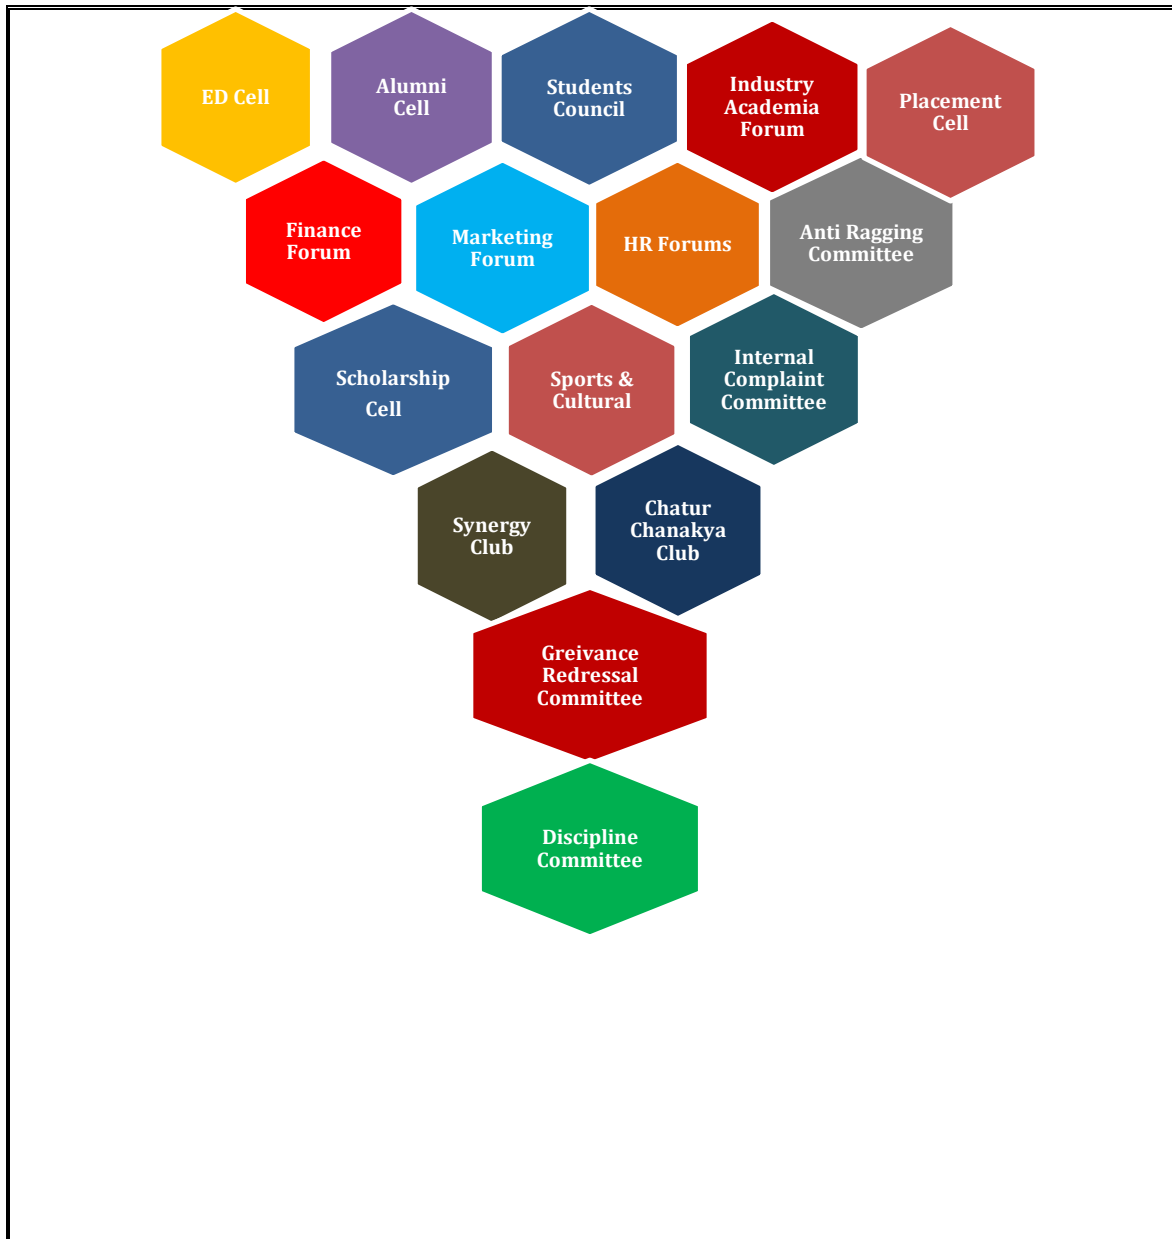 ED Cell
Alumni
Cell
Students
Council
Industry
Academia
Forum
Placement
Cell
Finance
Forum
Marketing
Forum
HR Forums
Anti Ragging
Committee
Scholarship
Cell
Sports &
Cultural
Internal
Complaint
Committee
Synergy
Club
Chatur
Chanakya
Club
Greivance
Redressal
Committee
Discipline
Committee